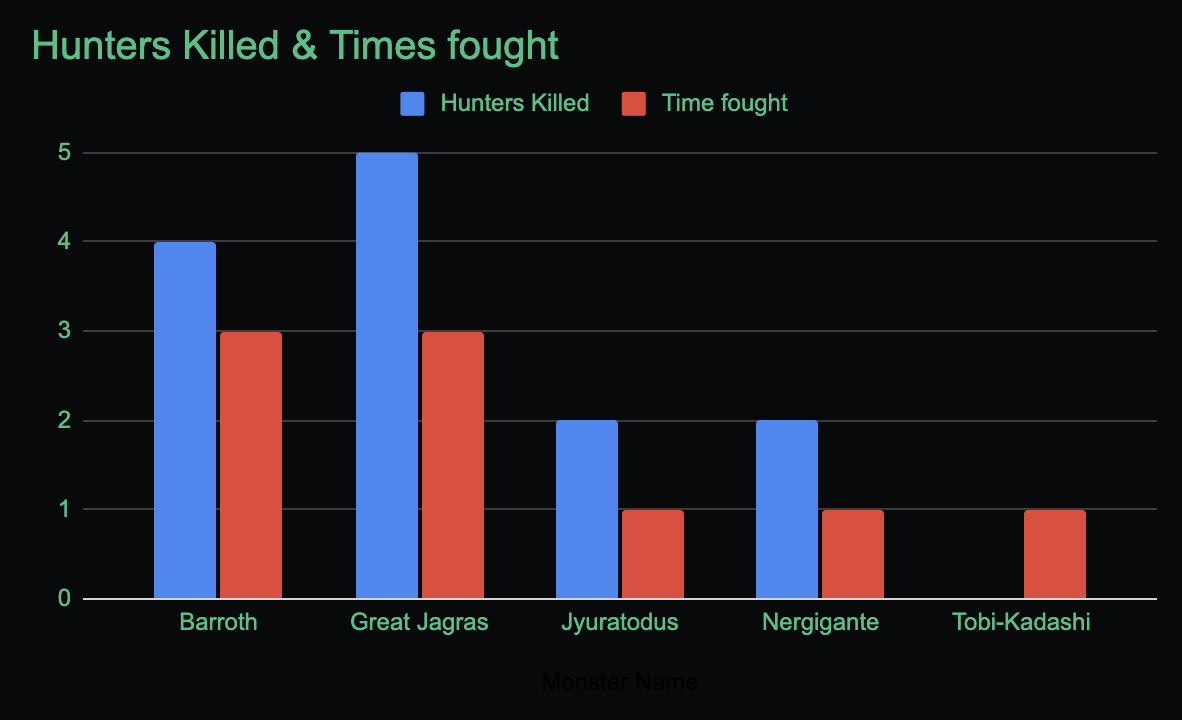 Hunters Killed & Times fought
Hunters Killed Time fought
5
4
3
2
1
0
Barroth Great Jagras Jyuratodus Nergigante Tobi-Kadashi
Monster Name